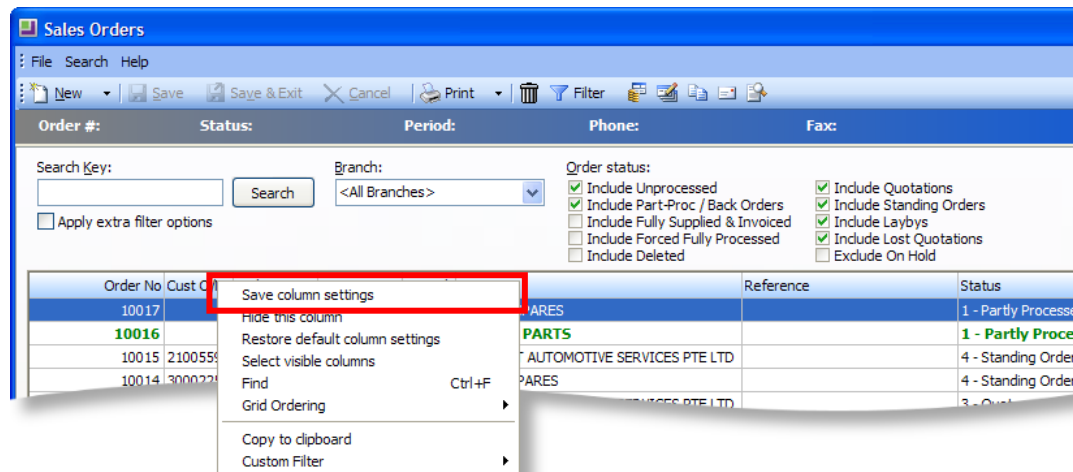 Sales Orders
File Search Help
New Save Save & Exit Cancel Print Filter
Order #: Status: Period: Phone: Fax:
Search Key: Branch: Order status:
Search <All Branches> Include Unprocessed Include Quotations
Include Part-Proc / Back Orders Include Standing Orders
Apply extra filter options Include Fully Supplied & Invoiced Include Laybys
Include Forced Fully Processed Include Lost Quotations
Include Deleted Exclude On Hold
Order No Cust Reference Status
Save column settings
10017 PARES 1 - Partly Processe
Hide this column
10016 PARTS 1 - Partly Proce
Restore default column settings
10015 2100559 AUTOMOTIVE SERVICES PTE LTD 4 - Standing Order
Select visible columns
10014 PARES 4 - Standing Order
Find Ctrl+F
Grid Ordering
Copy to clipboard
Custom Filter